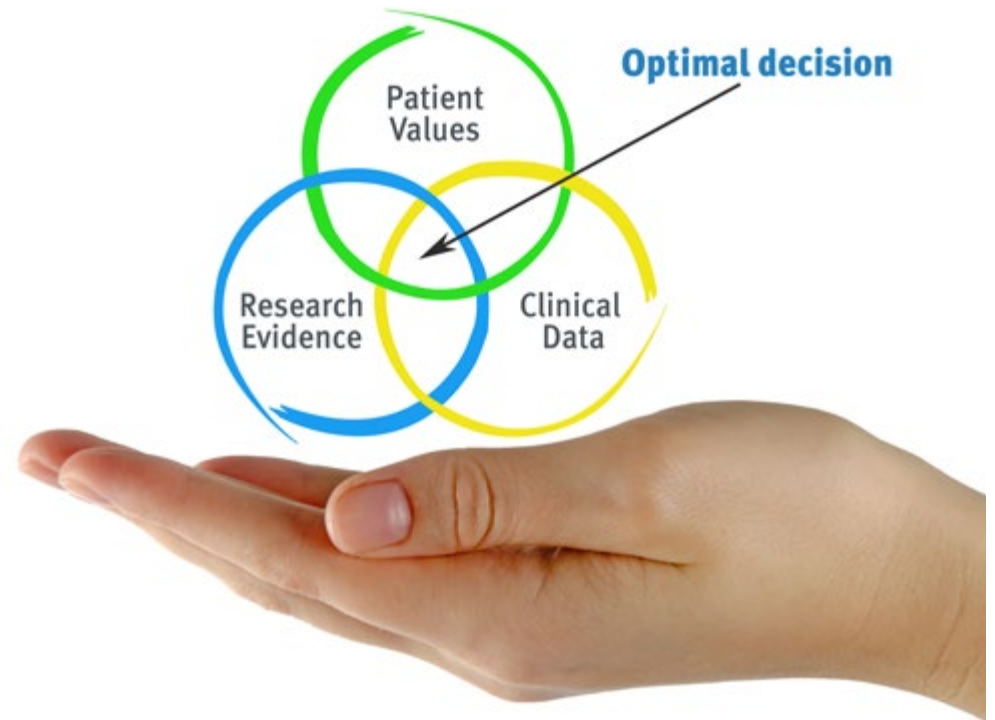 Optimal decision
Patient
Values
Research
Evidence
Clinical
Data